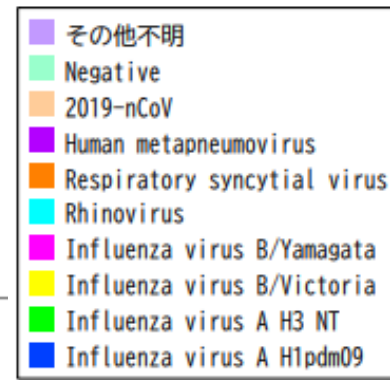 その他不明
Negative
2019-nCoV
Human metapneumovirus
Respiratory syncytial virus
Rhinovirus
Influenza virus B/Yamagata
Influenza virus B/Victoria
Influenza virus A H3 NT
Influenza virus A H1pdm09